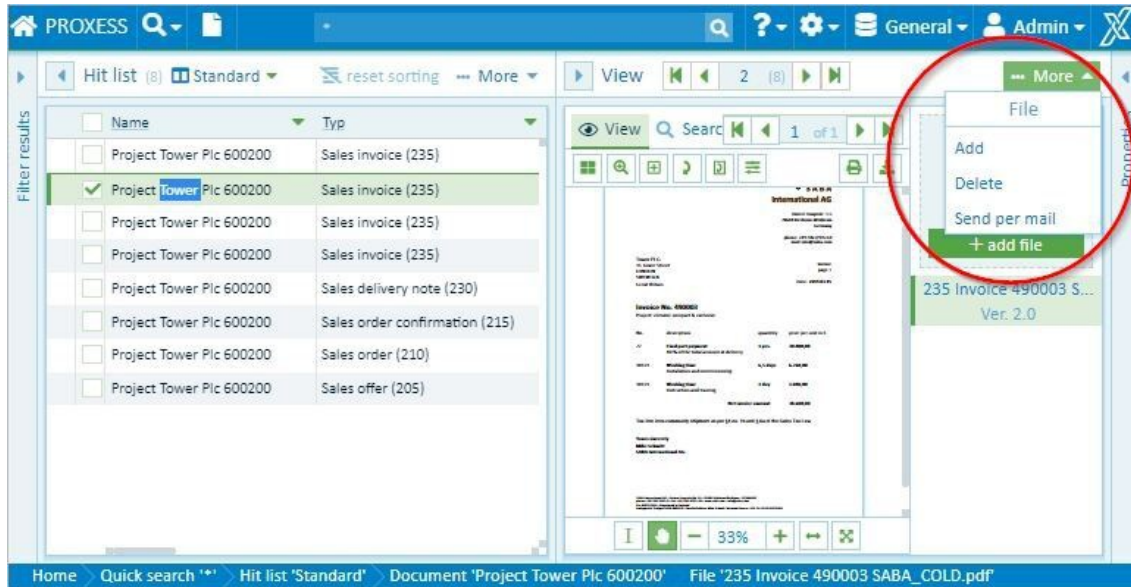 PROXESS
*
?
General
Admin
Hit list (8) Standard
reset sorting
... More
View
2 (8)
... More
Filter results
Name
Typ
Project Tower Plc 600200
Sales invoice (235)
Project Tower Plc 600200
Sales invoice (235)
Project Tower Plc 600200
Sales invoice (235)
Project Tower Plc 600200
Sales invoice (235)
Project Tower Plc 600200
Sales delivery note (230)
Project Tower Plc 600200
Sales order confirmation (215)
Project Tower Plc 600200
Sales order (210)
Project Tower Plc 600200
Sales offer (205)
View
Searc
1 of 1
SABA
International AG
Invoice No. 490003
File
Add
Delete
Send per mail
+ add file
235 Invoice 490003 S...
Ver. 2.0
33%
Home
Quick search '*'
Hit list 'Standard'
Document 'Project Tower Plc 600200'
File '235 Invoice 490003 SABA_COLD.pdf'